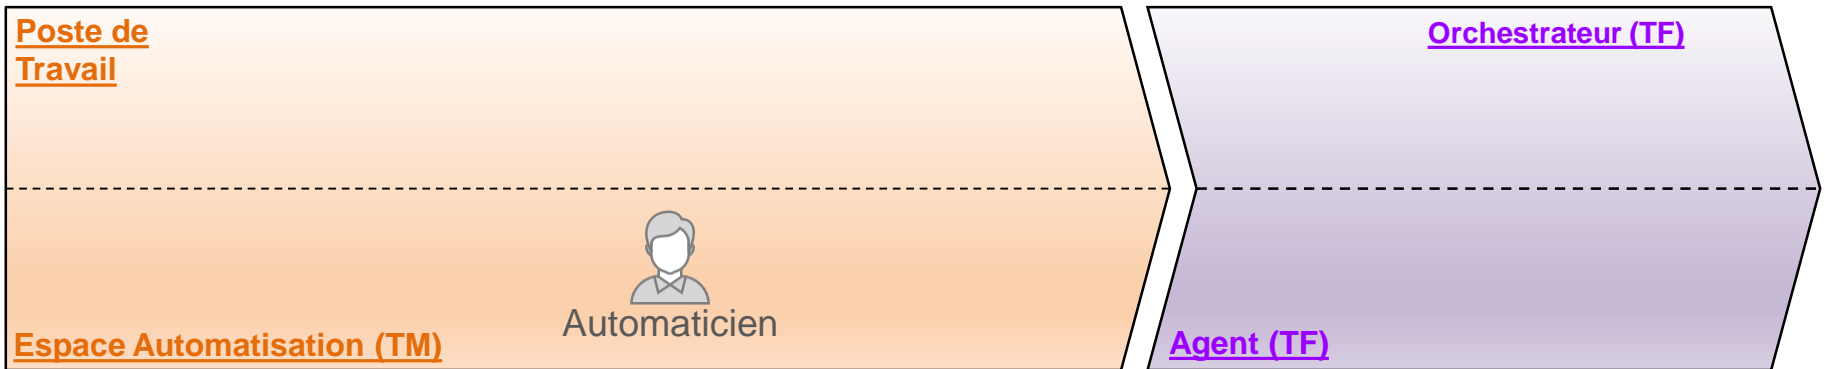 Poste de
Travail
Orchestrateur (TF)
Automaticien
Espace Automatisation (TM)
Agent (TF)